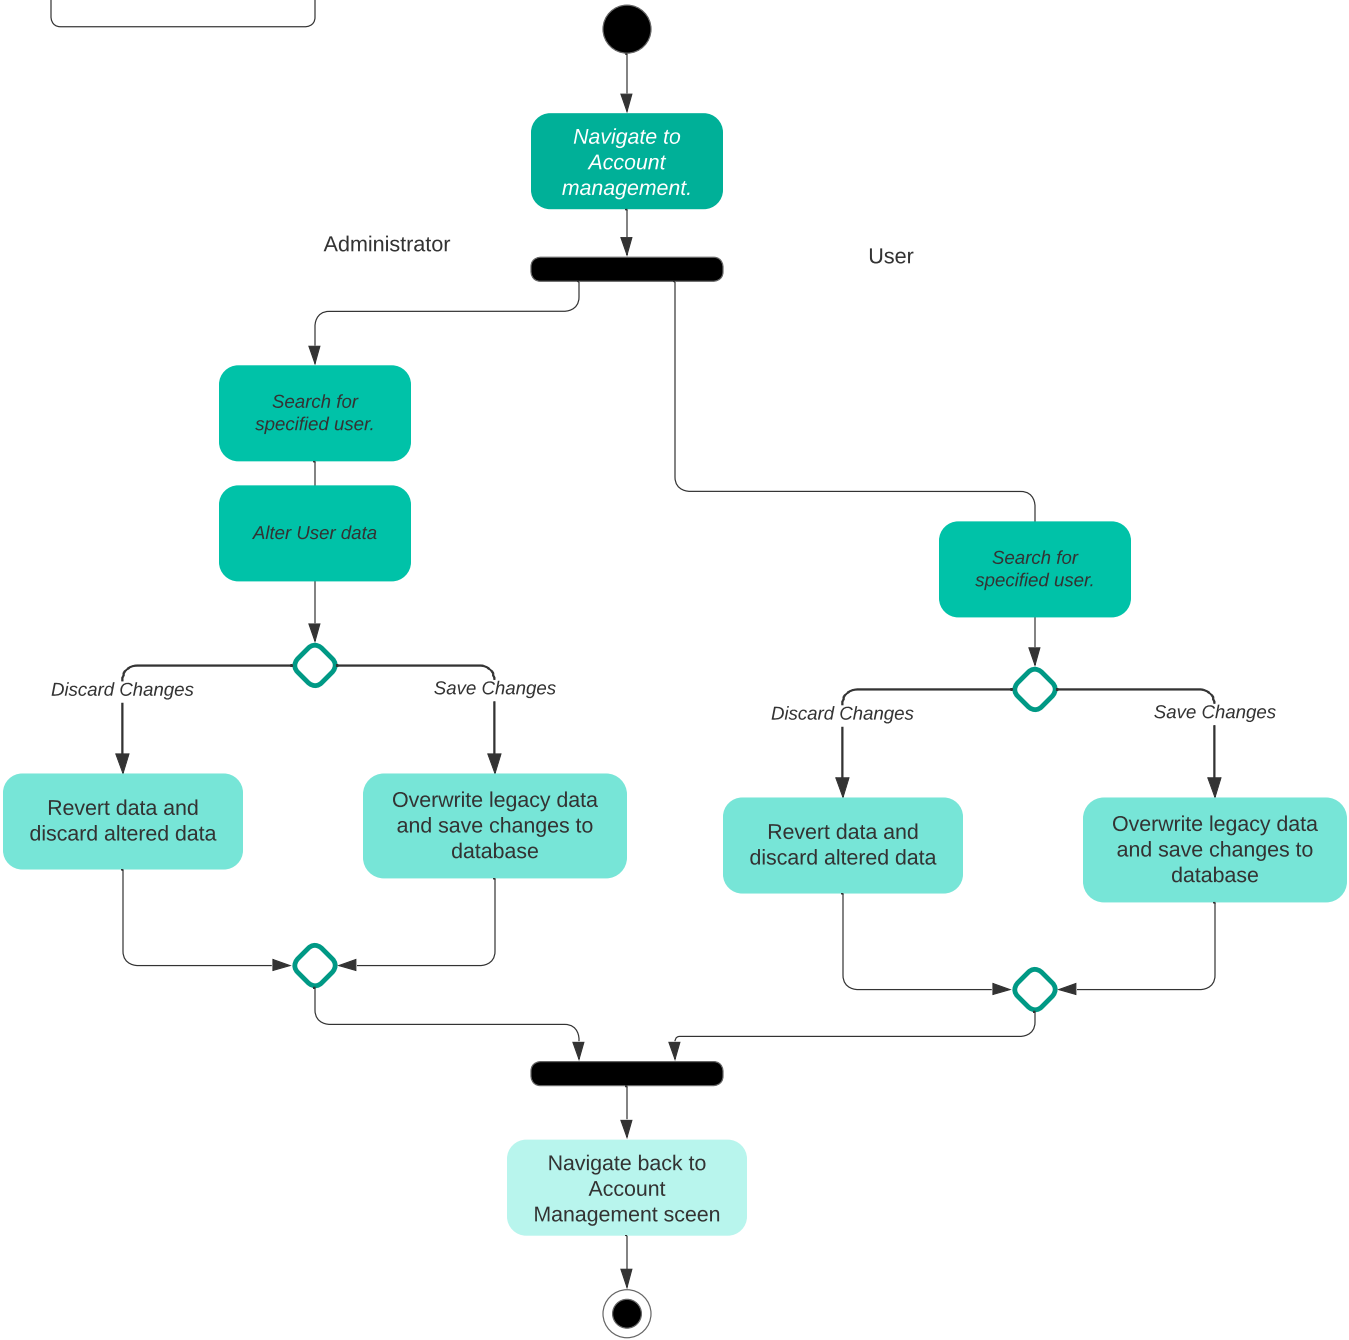 Navigate to
Account
management.
Administrator
User
Search for
specified user.
Alter User data
Search for
specified user.
Discard Changes
Save Changes
Discard Changes
Save Changes
Revert data and
discard altered data
Overwrite legacy data
and save changes to
database
Revert data and
discard altered data
Overwrite legacy data
and save changes to
database
Navigate back to
Account
Management sceen